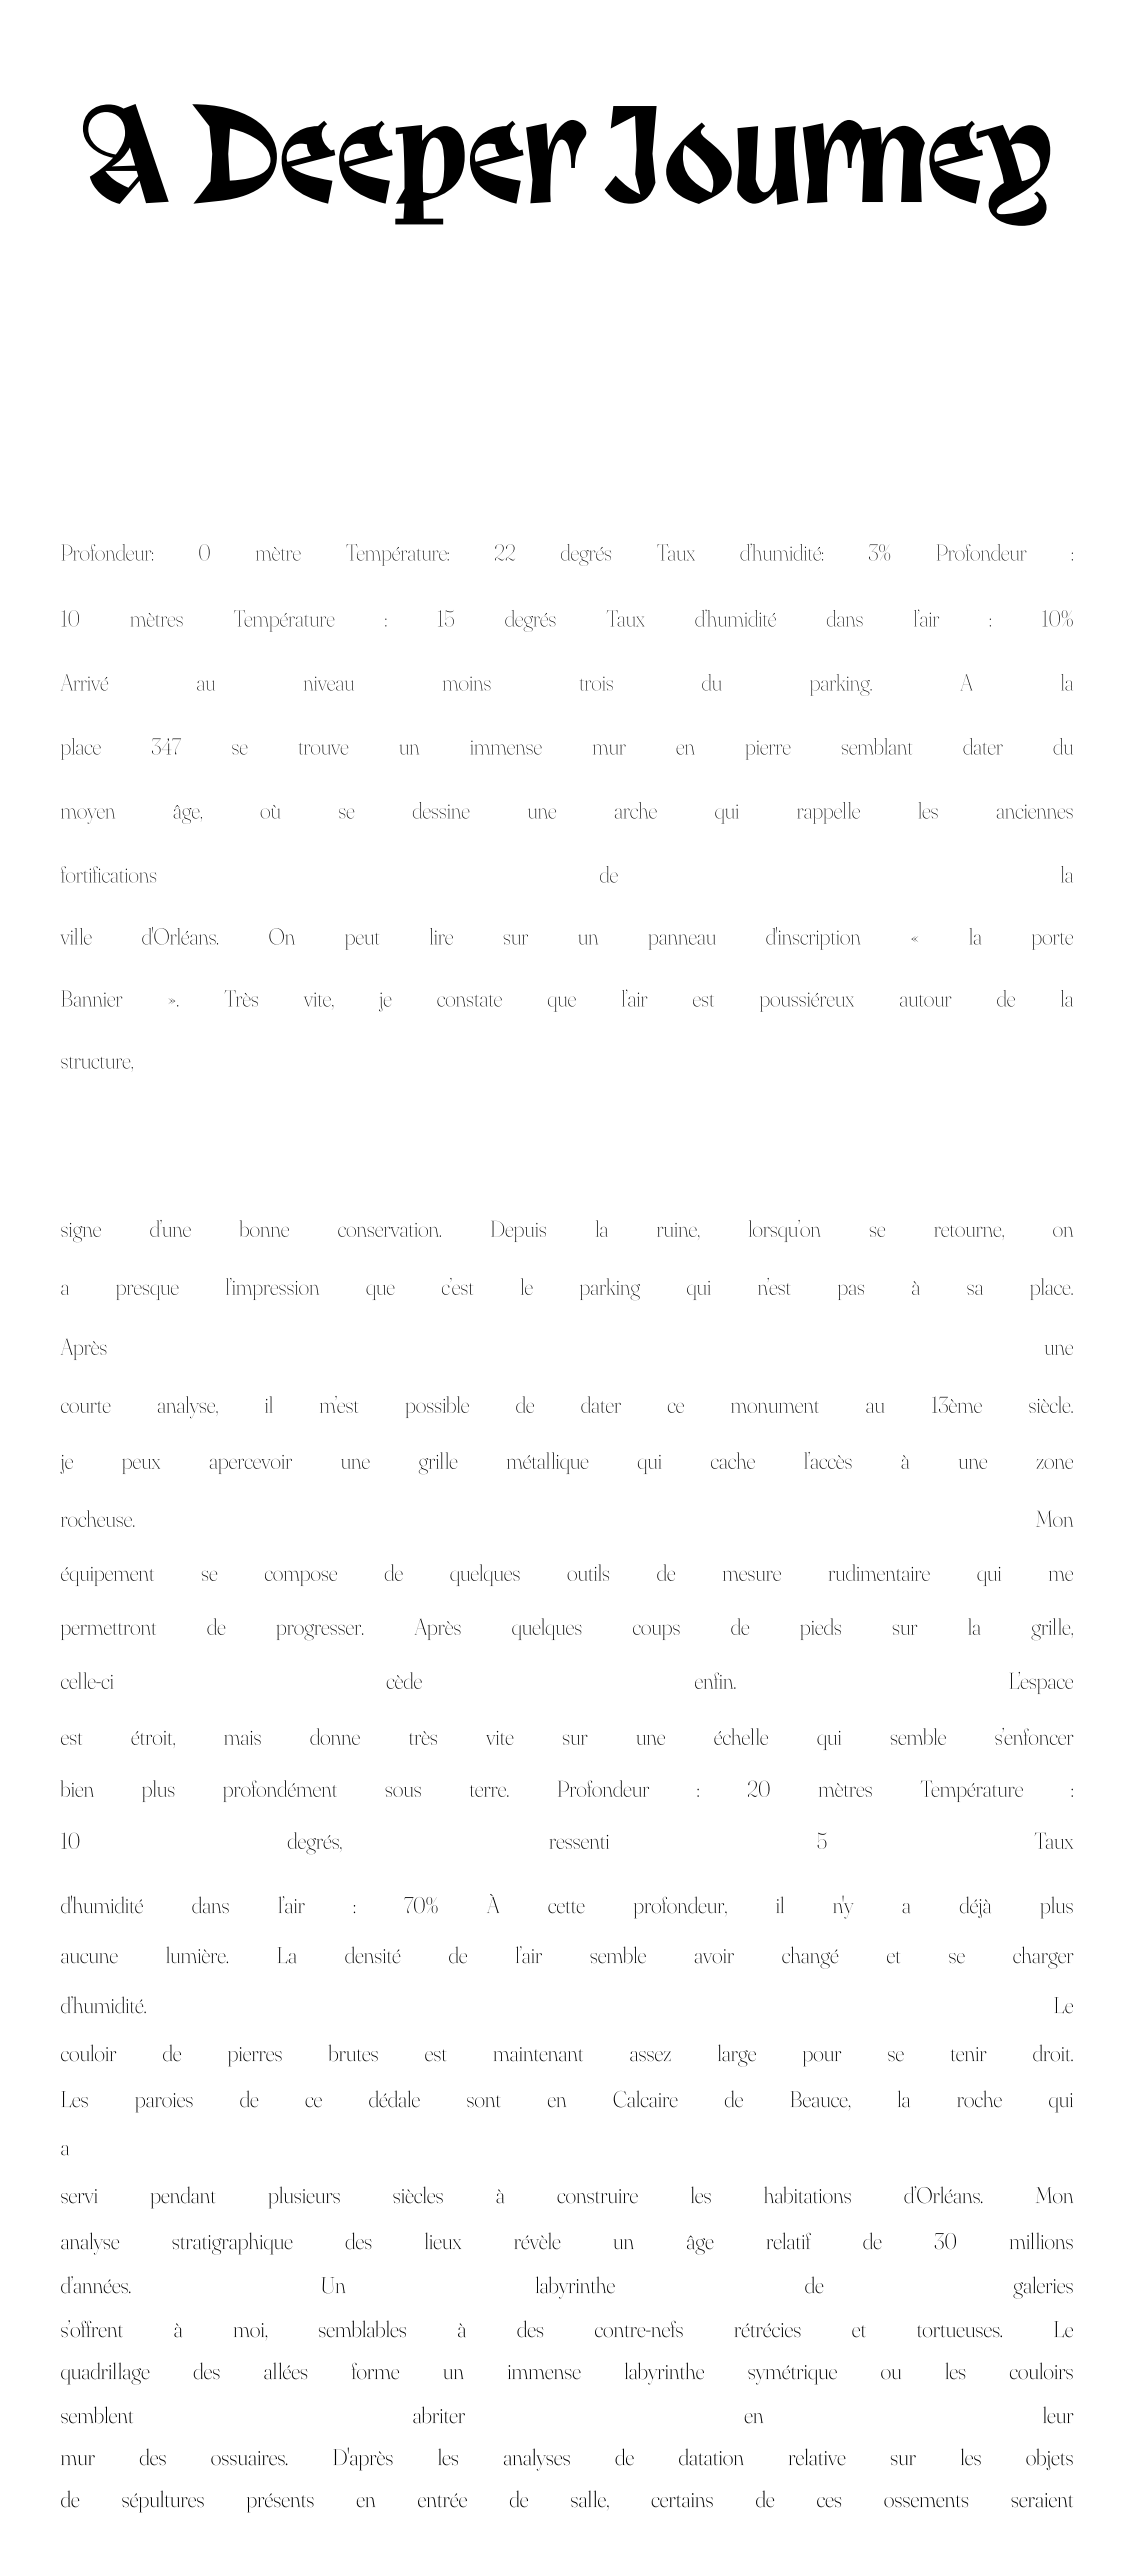 A Deeper Journey
Profondeur: 0 mètre Température: 22 degrés Taux d'humidité: 3% Profondeur :
10 mètres Température : 15 degrés Taux d'humidité dans l'air : 10%
Arrivé au niveau moins trois du parking. A la
place 347 se trouve un immense mur en pierre semblant dater du
moyen âge, où se dessine une arche qui rappelle les anciennes
fortifications de la
ville d'Orléans. On peut lire sur un panneau d'inscription « la porte
Bannier ». Très vite, je constate que l'air est poussiéreux autour de la
structure,
signe d'une bonne conservation. Depuis la ruine, lorsqu'on se retourne, on
a presque l'impression que c'est le parking qui n'est pas à sa place.
Après une
courte analyse, il m'est possible de dater ce monument au 13ème siècle.
je peux apercevoir une grille métallique qui cache l'accès à une zone
rocheuse. Mon
équipement se compose de quelques outils de mesure rudimentaire qui me
permettront de progresser. Après quelques coups de pieds sur la grille,
celle-ci cède enfin. L'espace
est étroit, mais donne très vite sur une échelle qui semble s'enfoncer
bien plus profondément sous terre. Profondeur : 20 mètres Température :
10 degrés, ressenti 5 Taux
d'humidité dans l'air : 70% À cette profondeur, il n'y a déjà plus
aucune lumière. La densité de l'air semble avoir changé et se charger
d'humidité. Le
couloir de pierres brutes est maintenant assez large pour se tenir droit.
Les paroies de ce dédale sont en Calcaire de Beauce, la roche qui
a
servi pendant plusieurs siècles à construire les habitations d'Orléans. Mon
analyse stratigraphique des lieux révèle un âge relatif de 30 millions
d'années. Un labyrinthe de galeries
s'offrent à moi, semblables à des contre-nefs rétrécies et tortueuses. Le
quadrillage des allées forme un immense labyrinthe symétrique ou les couloirs
semblent abriter en leur
mur des ossuaires. D'après les analyses de datation relative sur les objets
de sépultures présents en entrée de salle, certains de ces ossements seraient